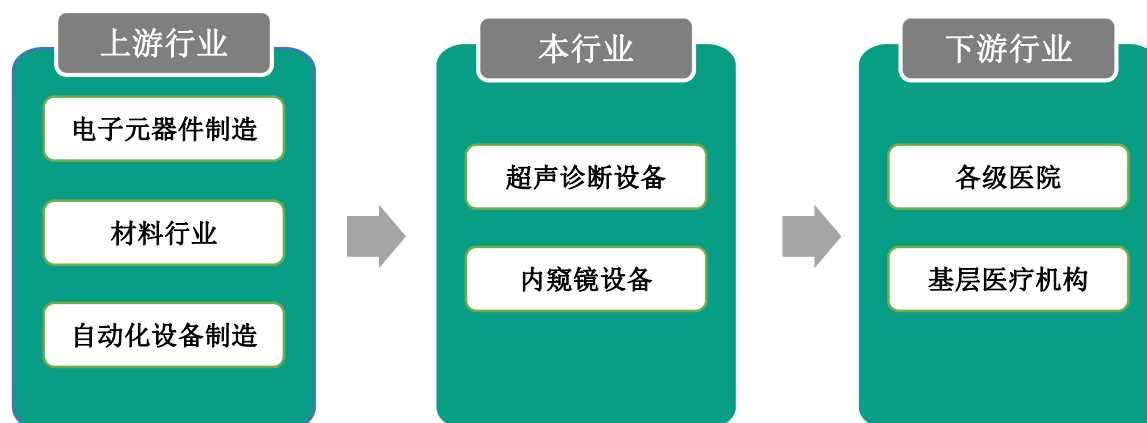 上游行业
电子元器件制造
材料行业
自动化设备制造
本行业
超声诊断设备
内窥镜设备
下游行业
各级医院
基层医疗机构